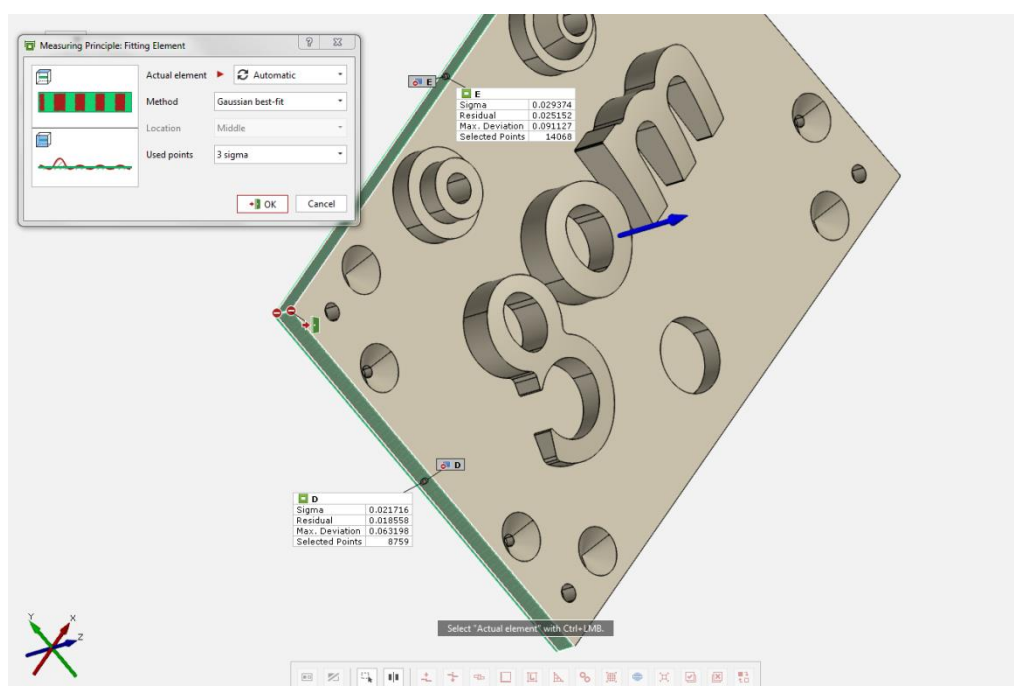 Measuring Principle: Fitting Element
Actual element Automatic
Method Gaussian best-fit
Location Middle
Used points 3 sigma
OK Cancel
E
E
Sigma 0.029374
Residual 0.025152
Max. Deviation 0.091127
Selected Points 14068
gom
D
D
Sigma 0.021716
Residual 0.018558
Max. Deviation 0.063198
Selected Points 8759
Y X Z
Select "Actual element" with Ctrl+LMB.